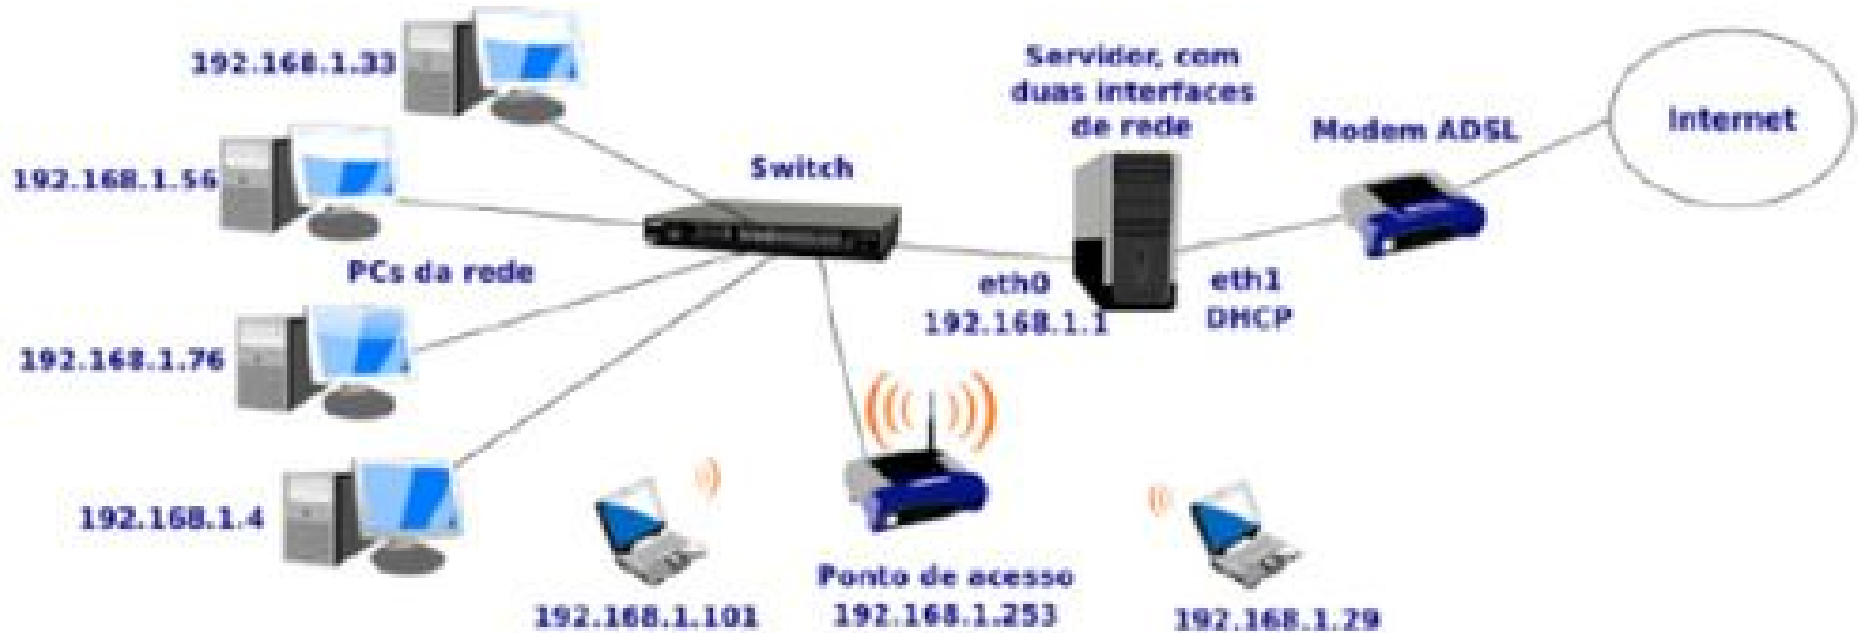 192.168.1.33
Servidor, com
duas interfaces
de rede
Modem ADSL
Internet
Switch
192.168.1.56
PCs da rede
eth0
192.168.1.1
eth1
DHCP
192.168.1.76
192.168.1.4
192.168.1.101
Ponto de acesso
192.168.1.253
192.168.1.29